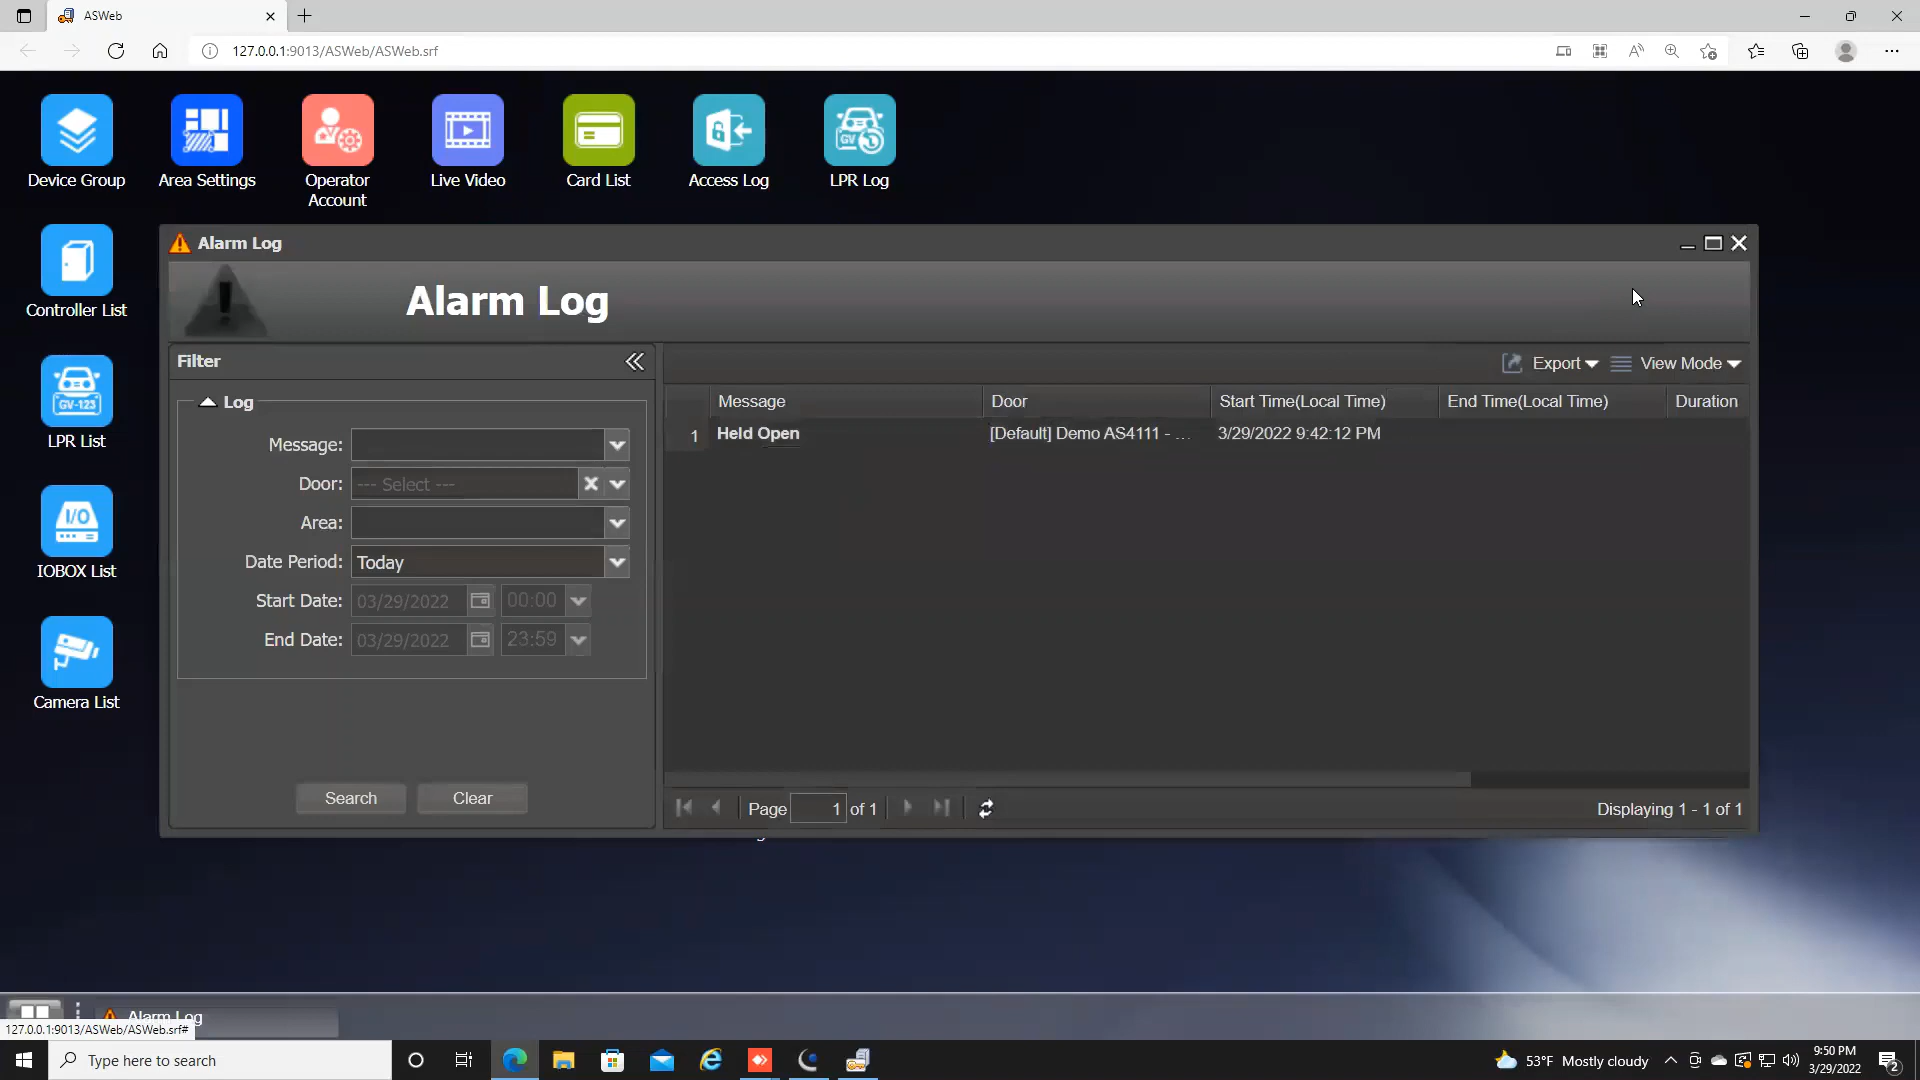 ASWeb
127.0.0.1:9013/ASWeb/ASWeb.srf
Device Group
Area Settings
Operator
Account
Live Video
Card List
Access Log
GV
LPR Log
Controller List
GV-123
LPR List
I/O
IOBOX List
Camera List
Alarm Log
Alarm Log
Filter
Export
View Mode
Log
Message:
Door: --- Select ---
Area:
Date Period: Today
Start Date: 03/29/2022 00:00
End Date: 03/29/2022 23:59
Search
Clear
Message Door Start Time(Local Time) End Time(Local Time) Duration
1 Held Open [Default] Demo AS4111 - ... 3/29/2022 9:42:12 PM
Page 1 of 1
Displaying 1 - 1 of 1
Alarm Log
127.0.0.1:9013/ASWeb/ASWeb.srf#
Type here to search
53°F Mostly cloudy
9:50 PM
3/29/2022
2